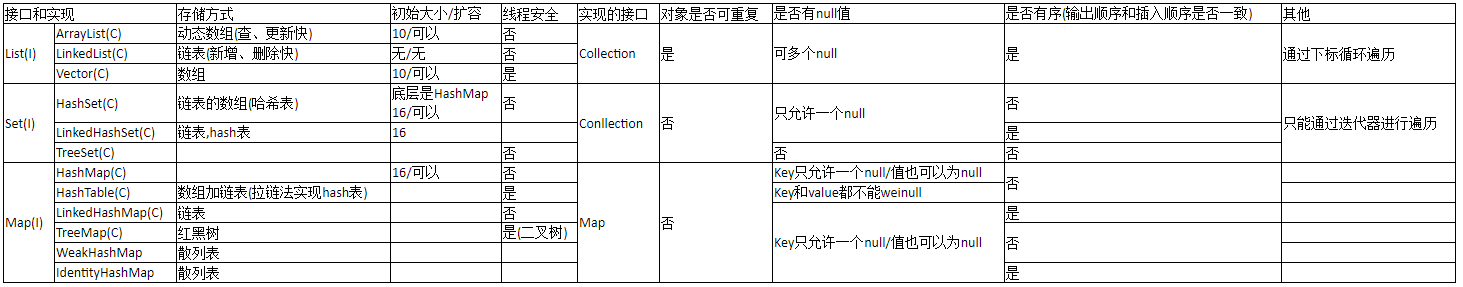 接口和实现 存储方式 初始大小/扩容 线程安全 实现的接口 对象是否可重复 是否有null值 是否有序(输出顺序和插入顺序是否一致) 其他
List(I) ArrayList(C) 动态数组(查、更新快) 10/可以 否 Collection 是 可多个null 是 通过下标循环遍历
LinkedList(C) 链表(新增、删除快) 无/无 否
Vector(C) 数组 10/可以 是
Set(I) HashSet(C) 链表的数组(哈希表) 底层是HashMap
16/可以 否 Conllection 否 只允许一个null 否 只能通过迭代器进行遍历
LinkedHashSet(C) 链表,hash表 16 是
TreeSet(C) 否 否 否
Map(I) HashMap(C) 16/可以 否 Map 否 Key只允许一个null/值也可以为null 否
HashTable(C) 数组加链表(拉链法实现hash表) 是 Key和value都不能weinull
LinkedHashMap(C) 链表 否 Key只允许一个null/值也可以为null 是
TreeMap(C) 红黑树 是(二叉树) 否
WeakHashMap 散列表
IdentityHashMap 散列表 是